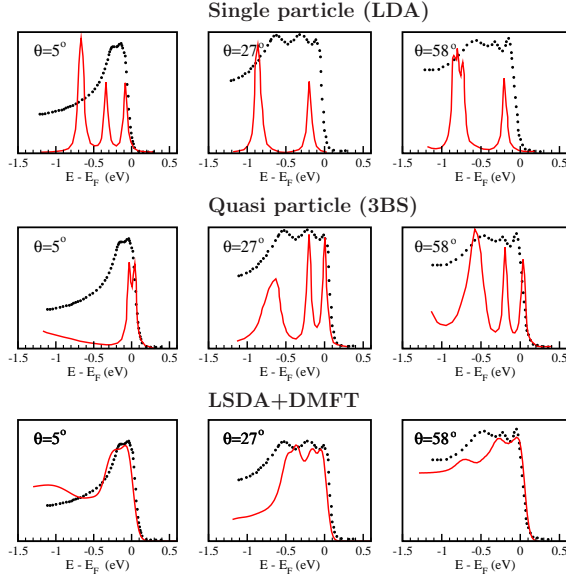 Single particle (LDA)
θ=5° θ=27° θ=58°
-1.5 -1 -0.5 0 0.5 -1.5 -1 -0.5 0 0.5 -1.5 -1 -0.5 0 0.5
E - E_F (eV) E - E_F (eV) E - E_F (eV)
Quasi particle (3BS)
θ=5° θ=27° θ=58°
-1.5 -1 -0.5 0 0.5 -1.5 -1 -0.5 0 0.5 -1.5 -1 -0.5 0 0.5
E - E_F (eV) E - E_F (eV) E - E_F (eV)
LSDA+DMFT
θ=5° θ=27° θ=58°
-1.5 -1 -0.5 0 0.5 -1.5 -1 -0.5 0 0.5 -1.5 -1 -0.5 0 0.5
E - E_F (eV) E - E_F (eV) E - E_F (eV)